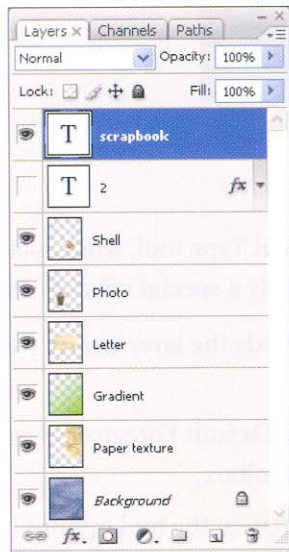 Layers × Channels Paths
Normal Opacity: 100%
Lock: Fill: 100%
T scrapbook
T 2 fx
Shell
Photo
Letter
Gradient
Paper texture
Background
fx.